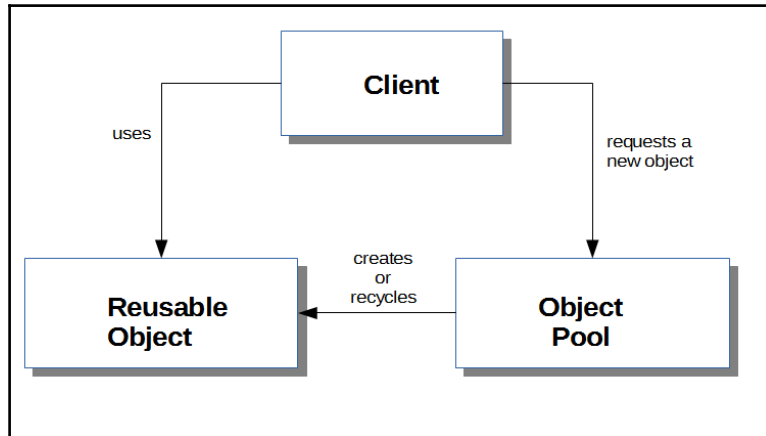 Client
uses
requests a
new object
creates
or
recycles
Reusable
Object
Object
Pool